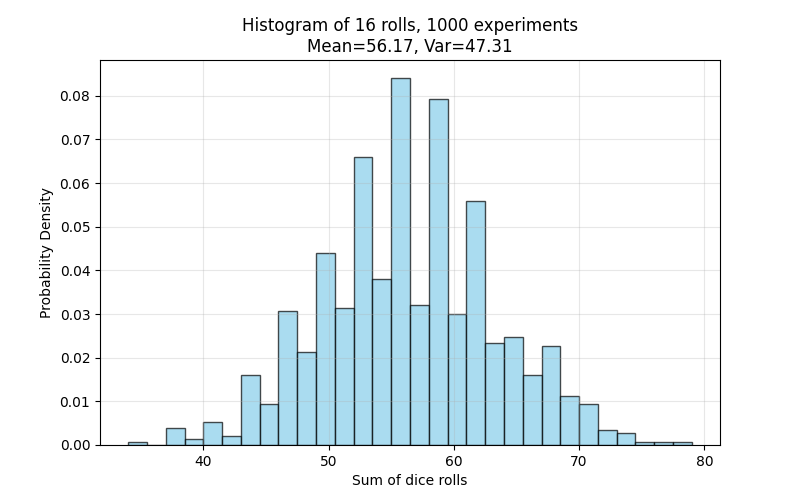 Histogram of 16 rolls, 1000 experiments
Mean=56.17, Var=47.31
Probability Density
0.08
0.07
0.06
0.05
0.04
0.03
0.02
0.01
0.00
40 50 60 70 80
Sum of dice rolls